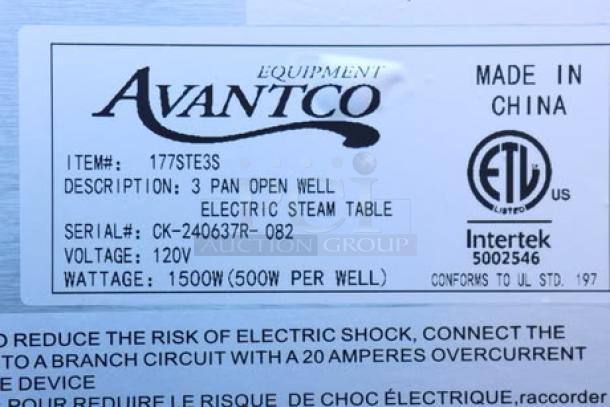 EQUIPMENT
AVANTCO
MADE IN
CHINA
ITEM#: 177STE3S
DESCRIPTION: 3 PAN OPEN WELL
ELECTRIC STEAM TABLE
SERIAL#: CK-240637R-082
VOLTAGE: 120V
WATTAGE: 1500W(500W PER WELL)
ETL
LISTED
US
Intertek
5002546
CONFORMS TO UL STD. 197
AUCTION GROUP
O REDUCE THE RISK OF ELECTRIC SHOCK, CONNECT THE
TO A BRANCH CIRCUIT WITH A 20 AMPERES OVERCURRENT
E DEVICE
POUR REDUIRE LE RISQUE DE CHOC ÉLECTRIQUE,raccorder